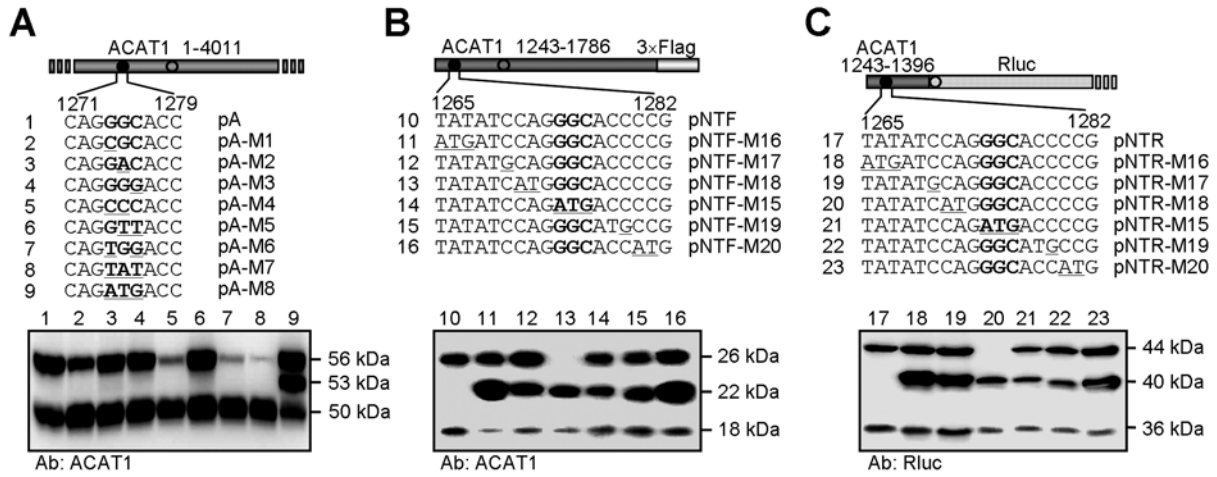 A
ACAT1 1-4011
1271 1279
1 CAGGGCACC pA
2 CAGCGCACC pA-M1
3 CAGGACACC pA-M2
4 CAGGGGACC pA-M3
5 CAGCCCACC pA-M4
6 CAGGTTACC pA-M5
7 CAGTGGACC pA-M6
8 CAGTATACC pA-M7
9 CAGATGACC pA-M8
1 2 3 4 5 6 7 8 9
56 kDa
53 kDa
50 kDa
Ab: ACAT1
B
ACAT1 1243-1786 3×Flag
1265 1282
10 TATATCCAGGGCACCCCG pNTF
11 ATGATCCAGGGCACCCCG pNTF-M16
12 TATATGCAGGGCACCCCG pNTF-M17
13 TATATCCATGGGCACCCCG pNTF-M18
14 TATATCCAGATGACCCCG pNTF-M15
15 TATATCCAGGGCATGCCG pNTF-M19
16 TATATCCAGGGCACCATG pNTF-M20
10 11 12 13 14 15 16
26 kDa
22 kDa
18 kDa
Ab: ACAT1
C
ACAT1
1243-1396 Rluc
1265 1282
17 TATATCCAGGGCACCCCG pNTR
18 ATGATCCAGGGCACCCCG pNTR-M16
19 TATATGCAGGGCACCCCG pNTR-M17
20 TATATCATGGGCACCCCG pNTR-M18
21 TATATCCAGATGACCCCG pNTR-M15
22 TATATCCAGGGCATGCCG pNTR-M19
23 TATATCCAGGGCACCATG pNTR-M20
17 18 19 20 21 22 23
44 kDa
40 kDa
36 kDa
Ab: Rluc